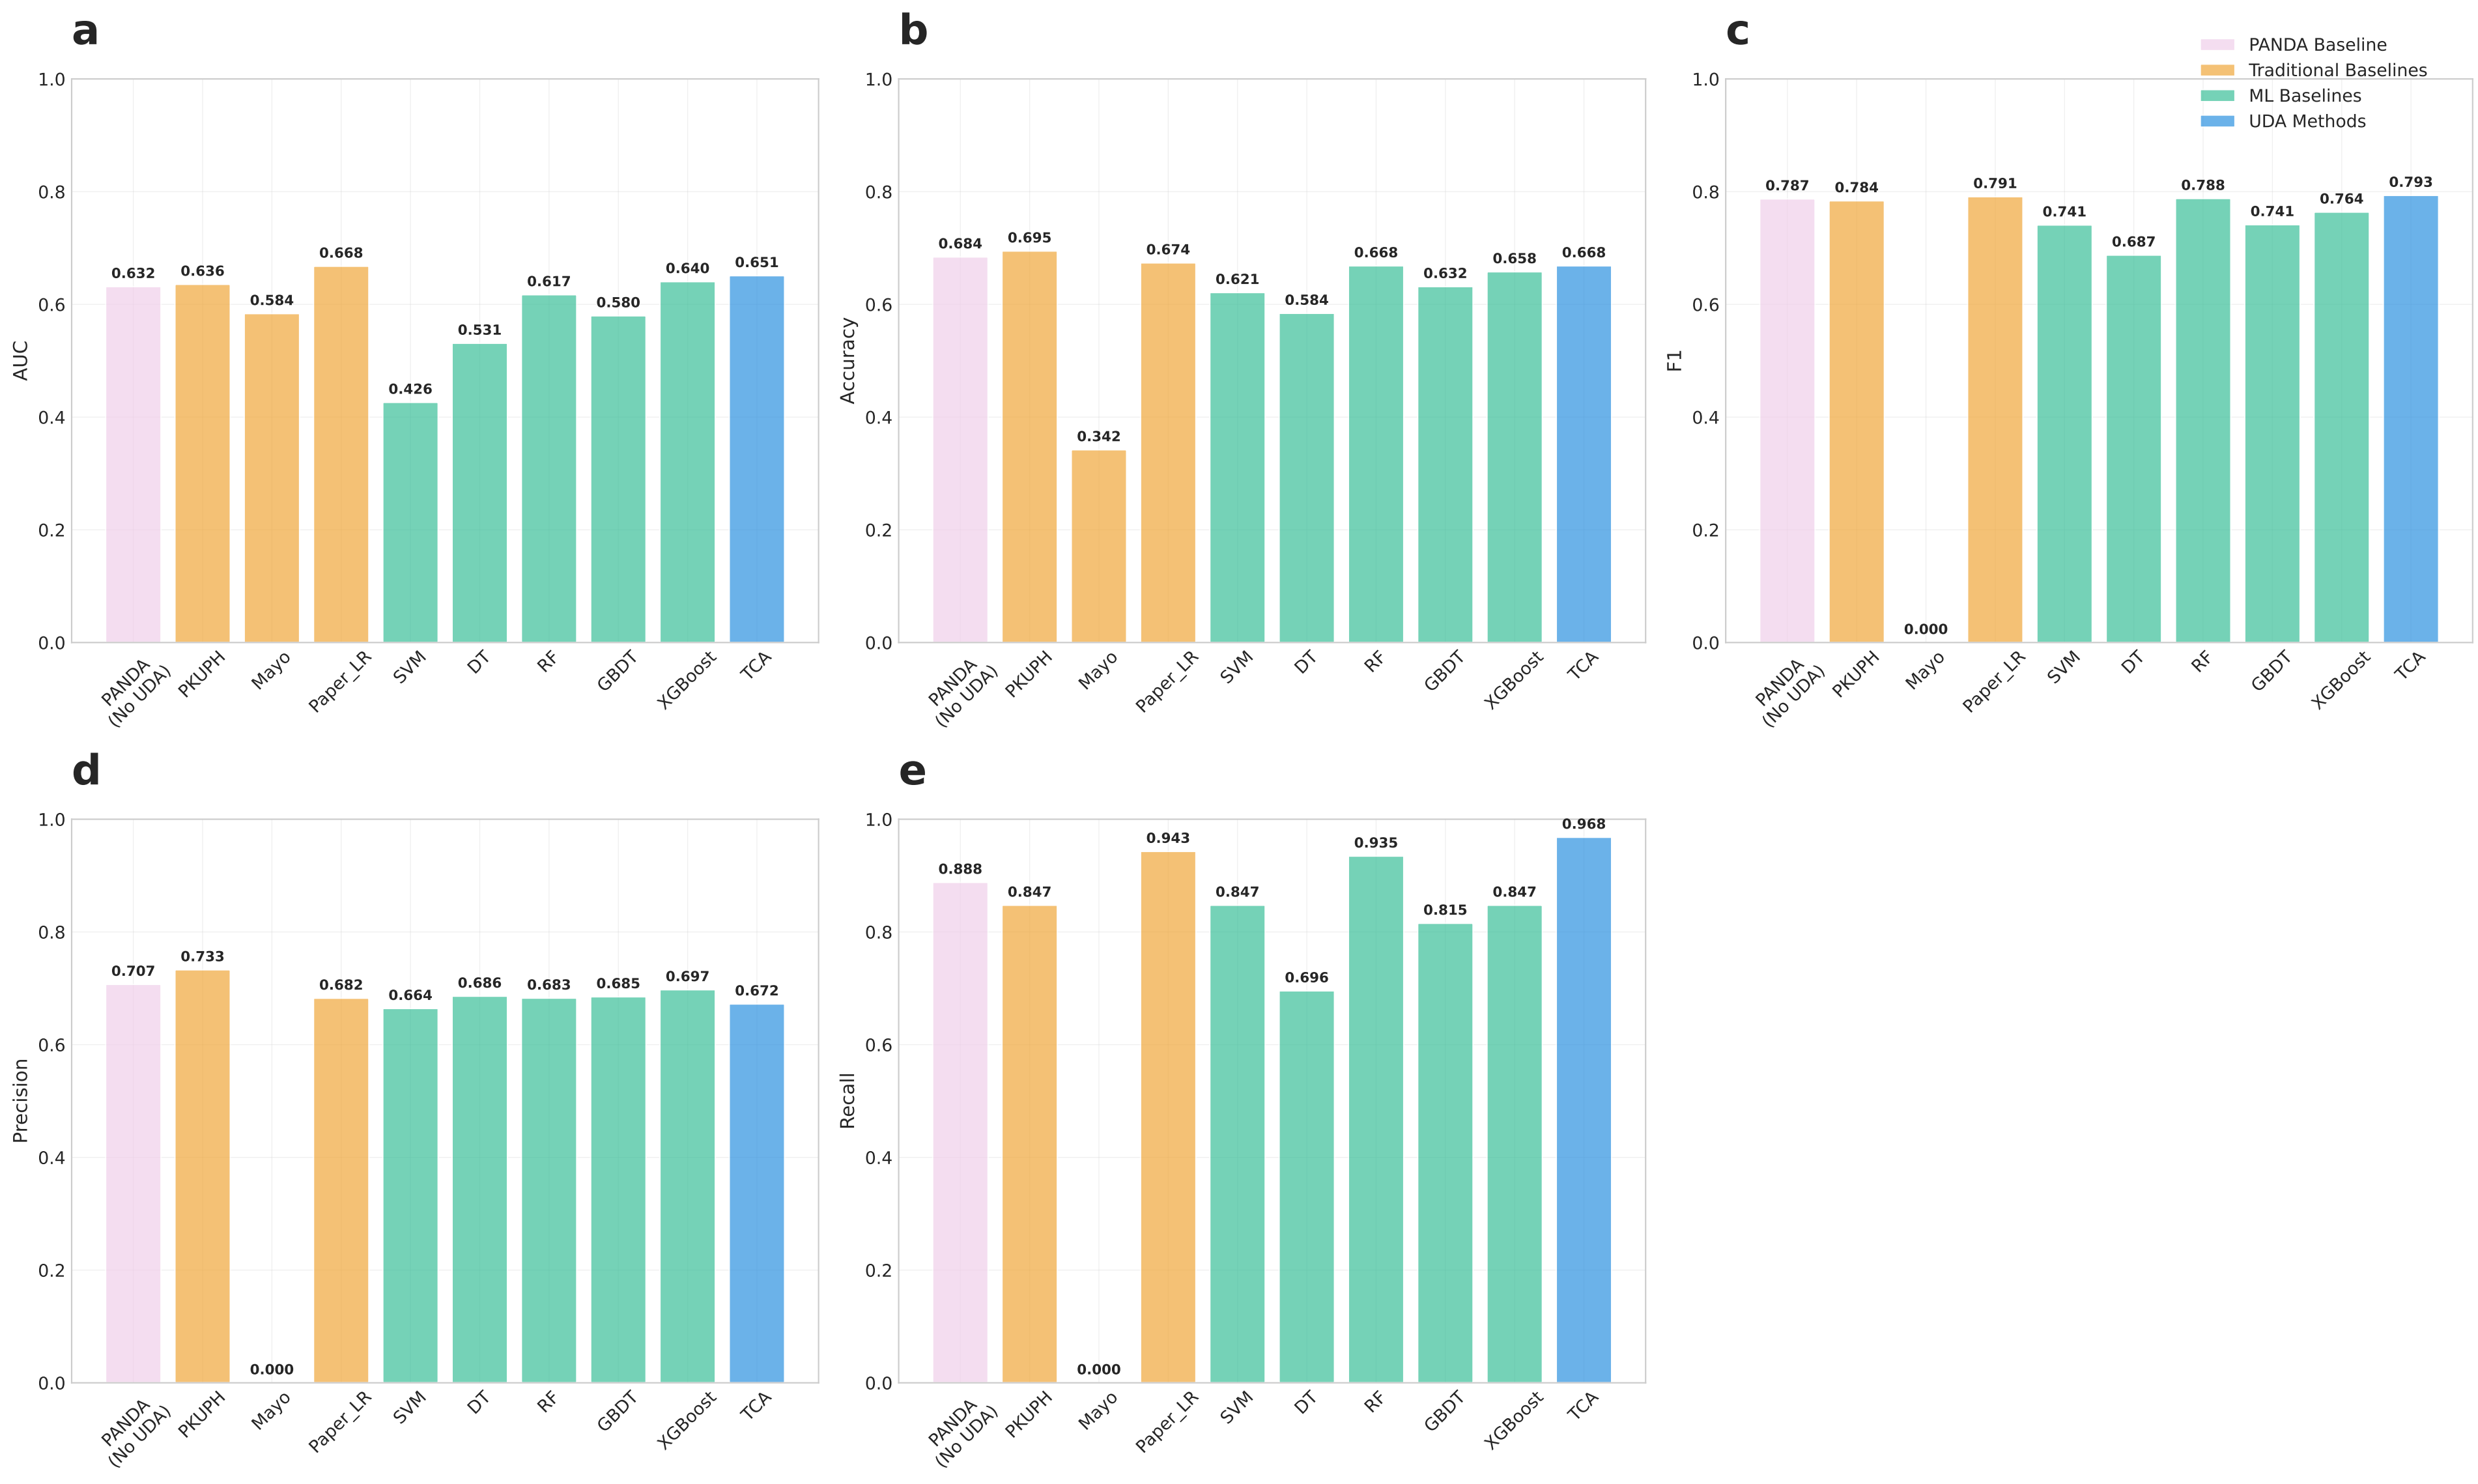 a
1.0
0.8
0.6
0.4
0.2
0.0
AUC
0.632
0.636
0.584
0.668
0.426
0.531
0.617
0.580
0.640
0.651
PANDA
(No UDA)
PKUPH
Mayo
Paper_LR
SVM
DT
RF
GBDT
XGBoost
TCA
b
1.0
0.8
0.6
0.4
0.2
0.0
Accuracy
0.684
0.695
0.342
0.674
0.621
0.584
0.668
0.632
0.658
0.668
PANDA
(No UDA)
PKUPH
Mayo
Paper_LR
SVM
DT
RF
GBDT
XGBoost
TCA
c
PANDA Baseline
Traditional Baselines
ML Baselines
UDA Methods
1.0
0.8
0.6
0.4
0.2
0.0
F1
0.787
0.784
0.000
0.791
0.741
0.687
0.788
0.741
0.764
0.793
PANDA
(No UDA)
PKUPH
Mayo
Paper_LR
SVM
DT
RF
GBDT
XGBoost
TCA
d
1.0
0.8
0.6
0.4
0.2
0.0
Precision
0.707
0.733
0.000
0.682
0.664
0.686
0.683
0.685
0.697
0.672
PANDA
(No UDA)
PKUPH
Mayo
Paper_LR
SVM
DT
RF
GBDT
XGBoost
TCA
e
1.0
0.8
0.6
0.4
0.2
0.0
Recall
0.888
0.847
0.000
0.943
0.847
0.696
0.935
0.815
0.847
0.968
PANDA
(No UDA)
PKUPH
Mayo
Paper_LR
SVM
DT
RF
GBDT
XGBoost
TCA